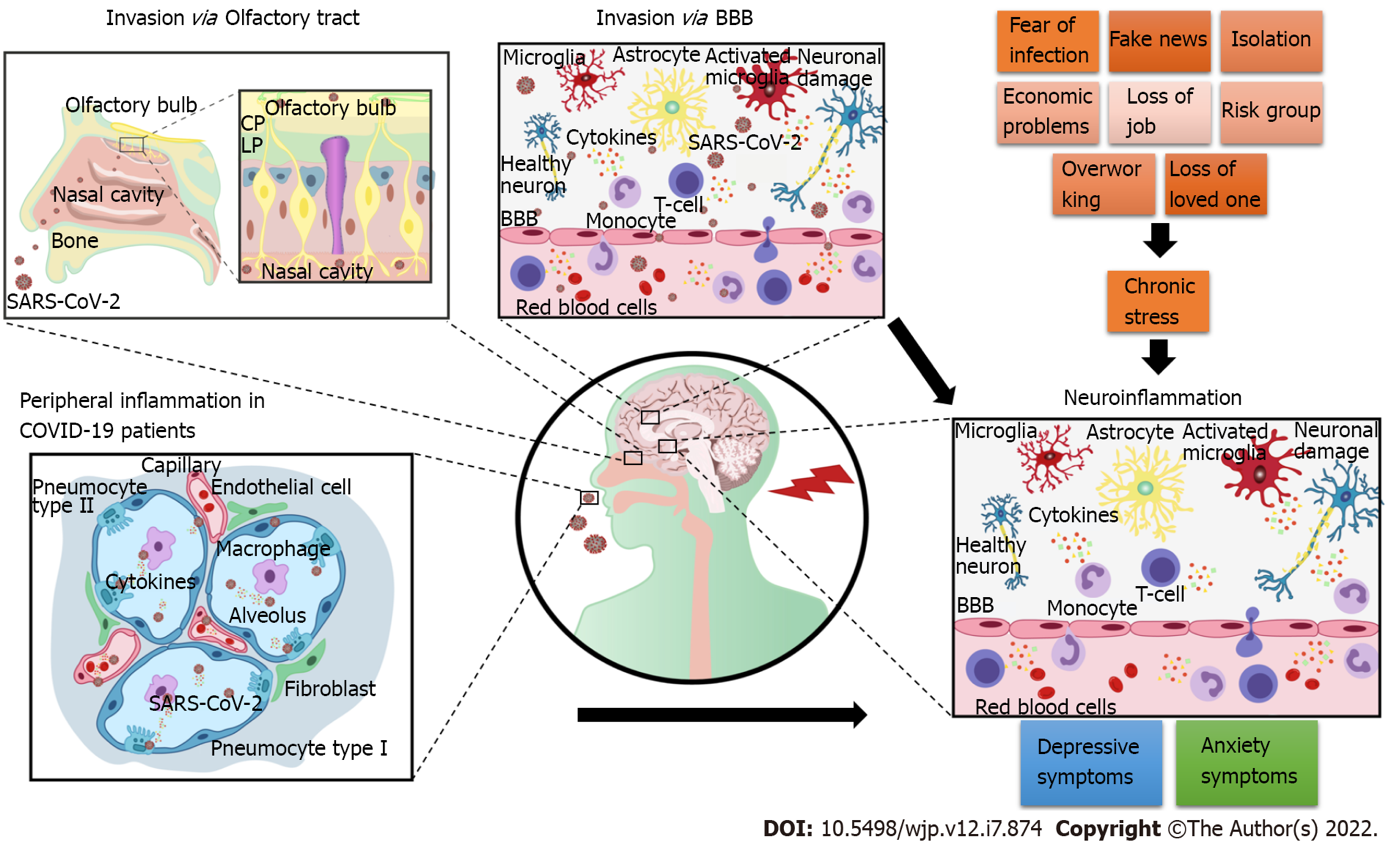 Invasion via Olfactory tract
Olfactory bulb
Nasal cavity
Bone
SARS-CoV-2
Olfactory bulb
CP
LP
Nasal cavity
Invasion via BBB
Microglia
Astrocyte
Activated
microglia
Neuronal
damage
Cytokines
SARS-CoV-2
Healthy
neuron
T-cell
BBB
Monocyte
Red blood cells
Fear of
infection
Fake news
Isolation
Economic
problems
Loss of
job
Risk group
Overwor
king
Loss of
loved one
Chronic
stress
Peripheral inflammation in
COVID-19 patients
Capillary
Pneumocyte
type II
Endothelial cell
Macrophage
Cytokines
Alveolus
Fibroblast
SARS-CoV-2
Pneumocyte type I
Neuroinflammation
Microglia
Astrocyte
Activated
microglia
Neuronal
damage
Cytokines
Healthy
neuron
T-cell
BBB
Monocyte
Red blood cells
Depressive
symptoms
Anxiety
symptoms
DOI: 10.5498/wjp.v12.i7.874 Copyright ©The Author(s) 2022.